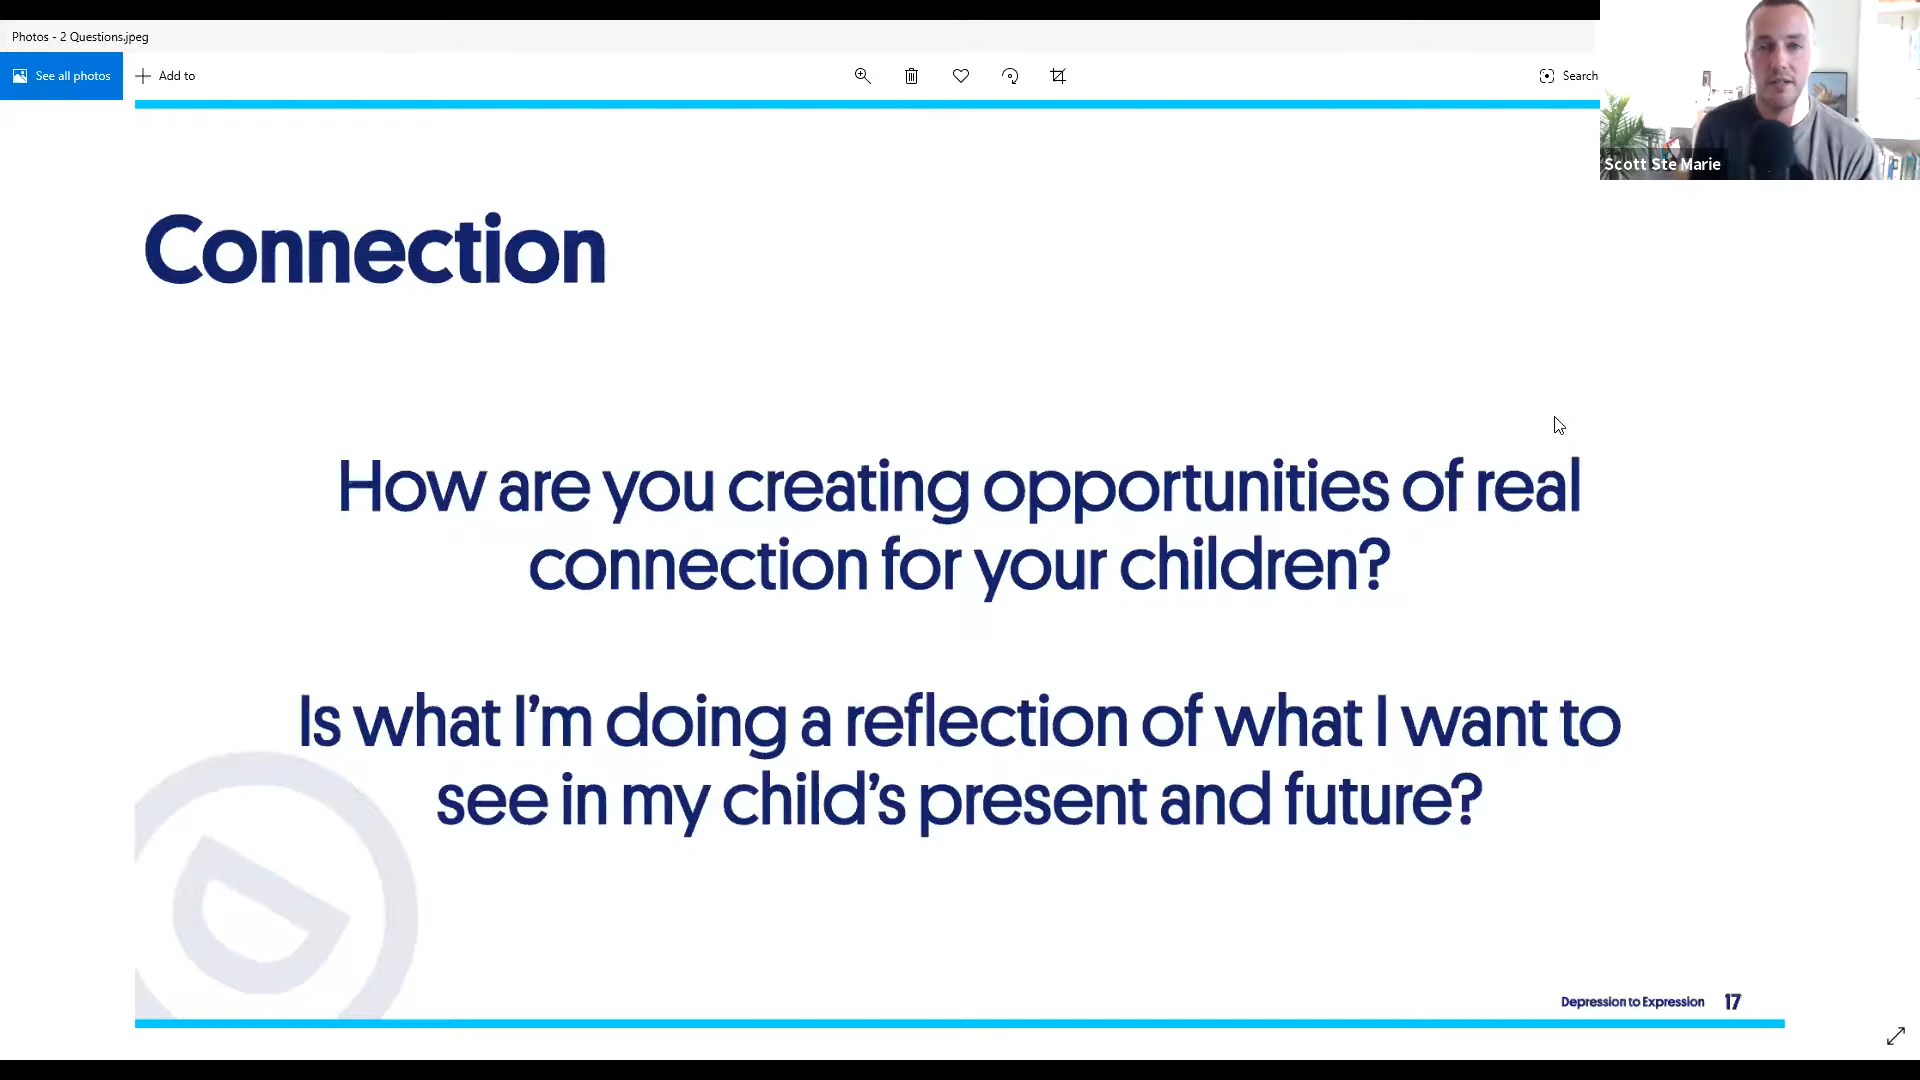 Photos - 2 Questions.jpeg
See all photos
Add to
Search
Scott Ste Marie
Connection
How are you creating opportunities of real
connection for your children?
Is what I’m doing a reflection of what I want to
see in my child’s present and future?
Depression to Expression 17